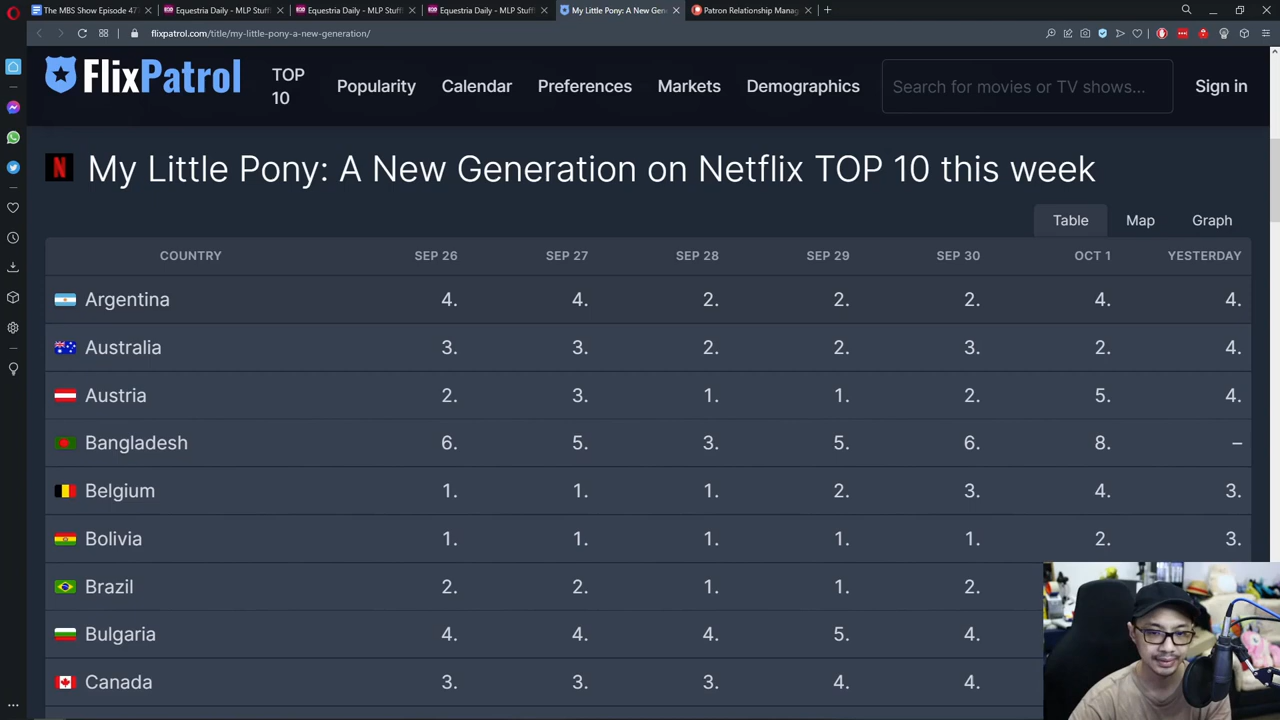 The MBS Show Episode 47
Equestria Daily - MLP Stuff!
Equestria Daily - MLP Stuff!
Equestria Daily - MLP Stuff!
My Little Pony: A New Gen
Patron Relationship Manag
flixpatrol.com/title/my-little-pony-a-new-generation/
FlixPatrol
TOP 10
Popularity
Calendar
Preferences
Markets
Demographics
Search for movies or TV shows...
Sign in
N My Little Pony: A New Generation on Netflix TOP 10 this week
Table Map Graph
COUNTRY SEP 26 SEP 27 SEP 28 SEP 29 SEP 30 OCT 1 YESTERDAY
Argentina 4. 4. 2. 2. 2. 4. 4.
Australia 3. 3. 2. 2. 3. 2. 4.
Austria 2. 3. 1. 1. 2. 5. 4.
Bangladesh 6. 5. 3. 5. 6. 8. –
Belgium 1. 1. 1. 2. 3. 4. 3.
Bolivia 1. 1. 1. 1. 1. 2. 3.
Brazil 2. 2. 1. 1. 2.
Bulgaria 4. 4. 4. 5. 4.
Canada 3. 3. 3. 4. 4.